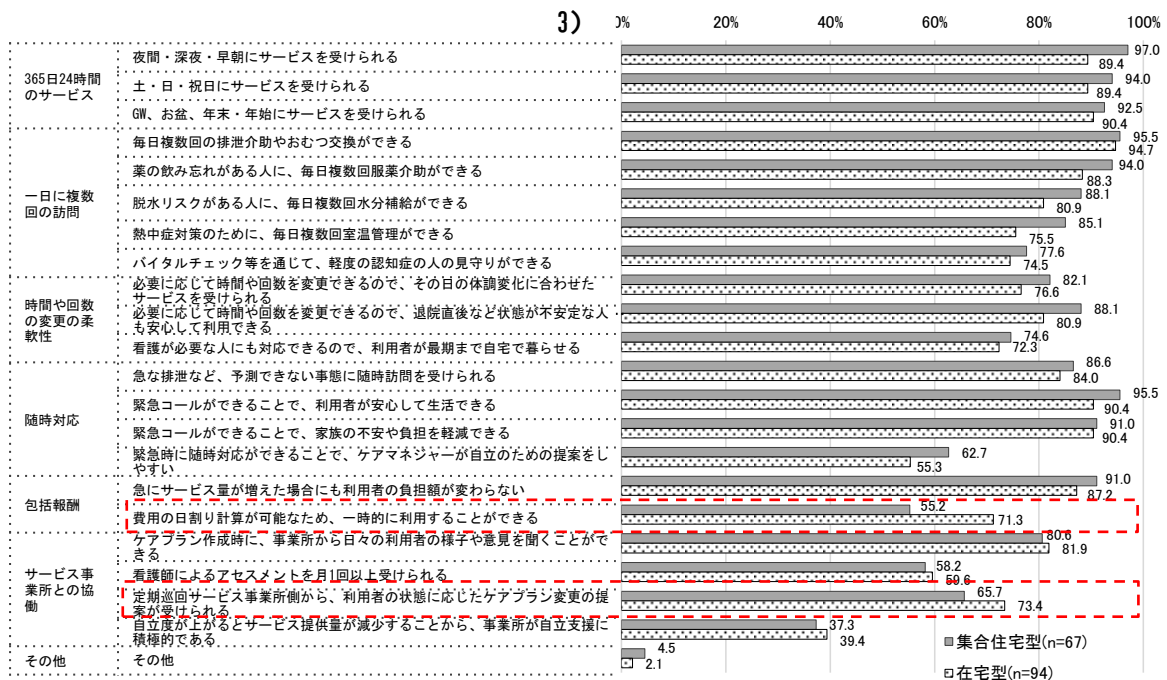 3)
0%
20%
40%
60%
80%
100%
365日24時間
のサービス
夜間・深夜・早朝にサービスを受けられる
97.0
89.4
土・日・祝日にサービスを受けられる
94.0
89.4
GW、お盆、年末・年始にサービスを受けられる
92.5
90.4
一日に複数
回の訪問
毎日複数回の排泄介助やおむつ交換ができる
95.5
94.7
薬の飲み忘れがある人に、毎日複数回服薬介助ができる
94.0
88.3
脱水リスクがある人に、毎日複数回水分補給ができる
88.1
80.9
熱中症対策のために、毎日複数回室温管理ができる
85.1
75.5
バイタルチェック等を通じて、軽度の認知症の人の見守りができる
77.6
74.5
時間や回数
の変更の柔
軟性
必要に応じて時間や回数を変更できるので、その日の体調変化に合わせた
サービスを受けられる
82.1
76.6
必要に応じて時間や回数を変更できるので、退院直後など状態が不安定な人
も安心して利用できる
88.1
80.9
看護が必要な人にも対応できるので、利用者が最期まで自宅で暮らせる
74.6
72.3
随時対応
急な排泄など、予測できない事態に随時訪問を受けられる
86.6
84.0
緊急コールができることで、利用者が安心して生活できる
95.5
90.4
緊急コールができることで、家族の不安や負担を軽減できる
91.0
90.4
緊急時に随時対応ができることで、ケアマネジャーが自立のための提案をし
やすい
62.7
55.3
包括報酬
急にサービス量が増えた場合にも利用者の負担額が変わらない
91.0
87.2
費用の日割り計算が可能なため、一時的に利用することができる
55.2
71.3
サービス事
業所との協
働
ケアプラン作成時に、事業所から日々の利用者の様子や意見を聞くことがで
きる
80.6
81.9
看護師によるアセスメントを月1回以上受けられる
58.2
59.6
定期巡回サービス事業所側から、利用者の状態に応じたケアプラン変更の提
案が受けられる
65.7
73.4
自立度が上がるとサービス提供量が減少することから、事業所が自立支援に
積極的である
37.3
39.4
その他
その他
4.5
2.1
集合住宅型(n=67)
在宅型(n=94)